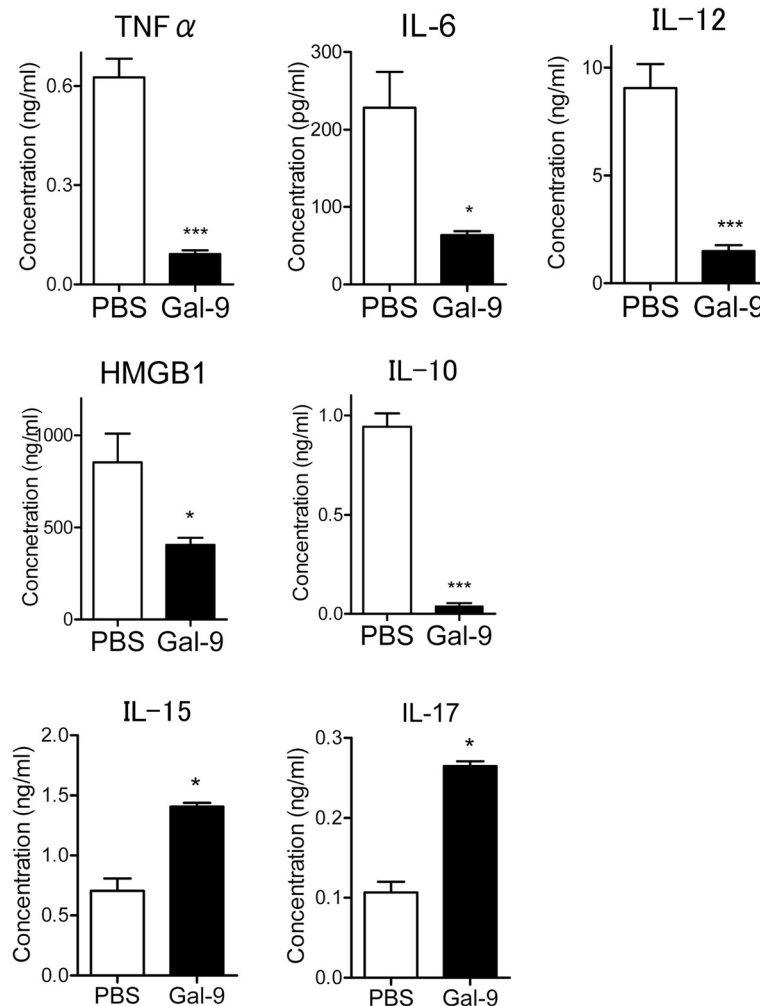 TNF α
Concentration (ng/ml)
0.6
0.3
0.0
***
PBS Gal-9
IL-6
Concentration (pg/ml)
300
200
100
0
*
PBS Gal-9
IL-12
Concentration (ng/ml)
10
5
0
***
PBS Gal-9
HMGB1
Concnetration (ng/ml)
1000
500
0
*
PBS Gal-9
IL-10
Concentration (ng/ml)
1.0
0.5
0.0
***
PBS Gal-9
IL-15
Concentration (ng/ml)
2.0
1.5
1.0
0.5
0.0
*
PBS Gal-9
IL-17
Concentration (ng/ml)
0.3
0.2
0.1
0.0
*
PBS Gal-9